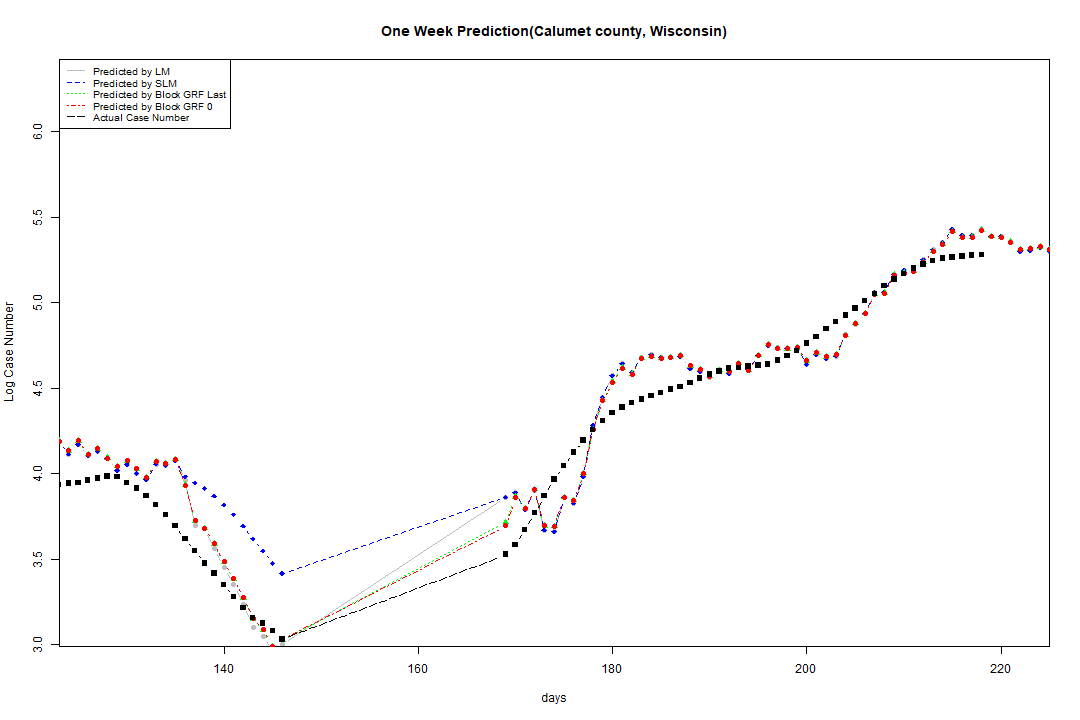 One Week Prediction(Calumet county, Wisconsin)
Predicted by LM
Predicted by SLM
Predicted by Block GRF Last
Predicted by Block GRF 0
Actual Case Number
6.0
5.5
5.0
4.5
4.0
3.5
3.0
Log Case Number
140 160 180 200 220
days